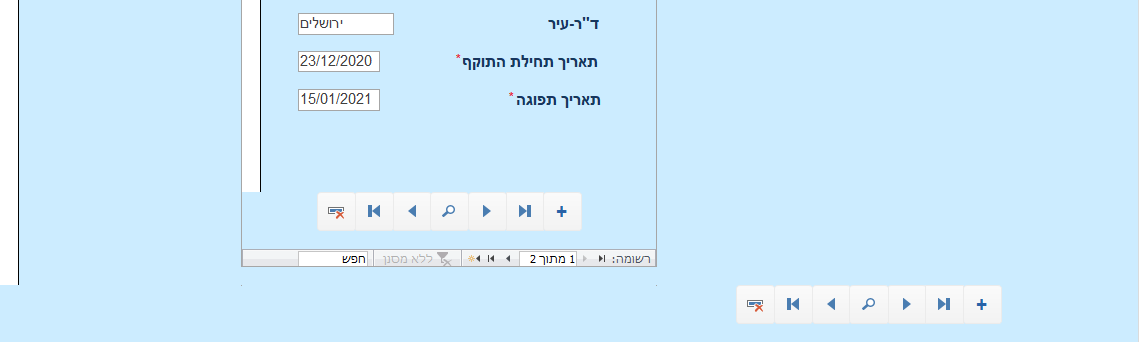 ד"ר-עיר ירושלים
תאריך תחילת התוקף* 23/12/2020
תאריך תפוגה* 15/01/2021
רשומה: 1 מתוך 2 ללא מסנן חפש